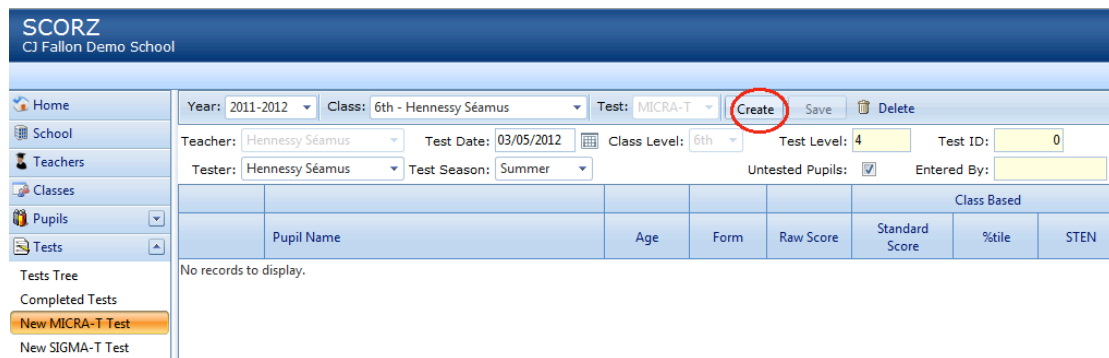 SCORZ
CJ Fallon Demo School
Home
School
Teachers
Classes
Pupils
Tests
Tests Tree
Completed Tests
New MICRA-T Test
New SIGMA-T Test
Year: 2011-2012 Class: 6th - Hennessy Séamus Test: MICRA-T Create Save Delete
Teacher: Hennessy Séamus Test Date: 03/05/2012 Class Level: 6th Test Level: 4 Test ID: 0
Tester: Hennessy Séamus Test Season: Summer Untested Pupils: Entered By:
Class Based
Pupil Name Age Form Raw Score Standard Score %tile STEN
No records to display.